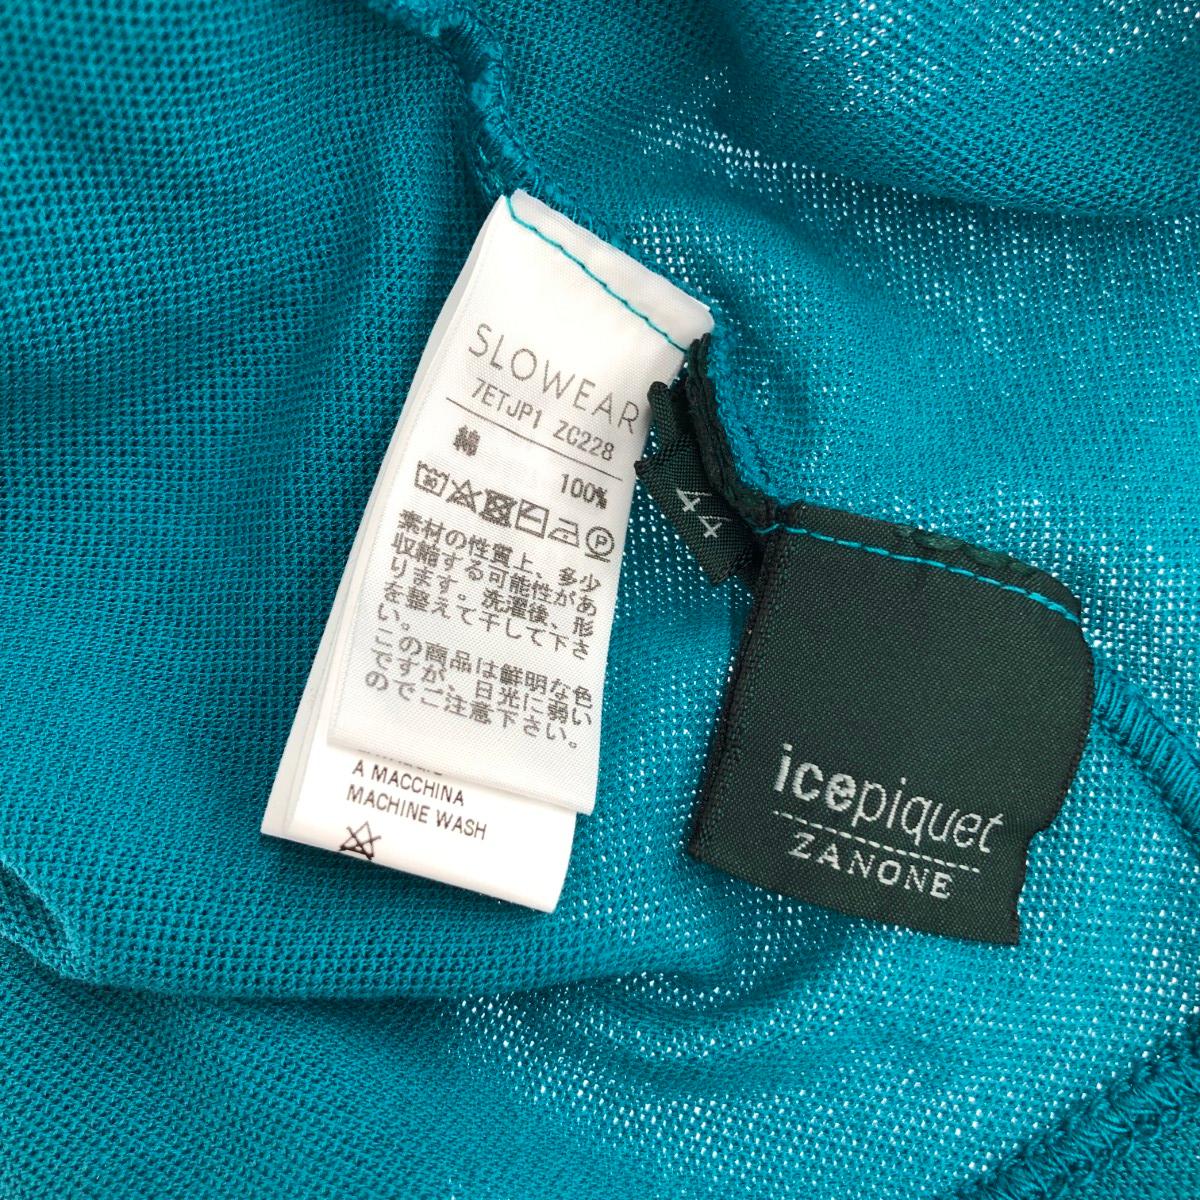 SLOWEAR
7ETJP1 ZG228
綿 100%
素材の性質上、多少
収縮する可能性があ
ります。洗濯後、形
を整えて干して下さ
い。
この商品は鮮明な色
ですが、日光に弱い
のでご注意下さい。
A MACCHINA
MACHINE WASH
44
icepiquet
ZANONE